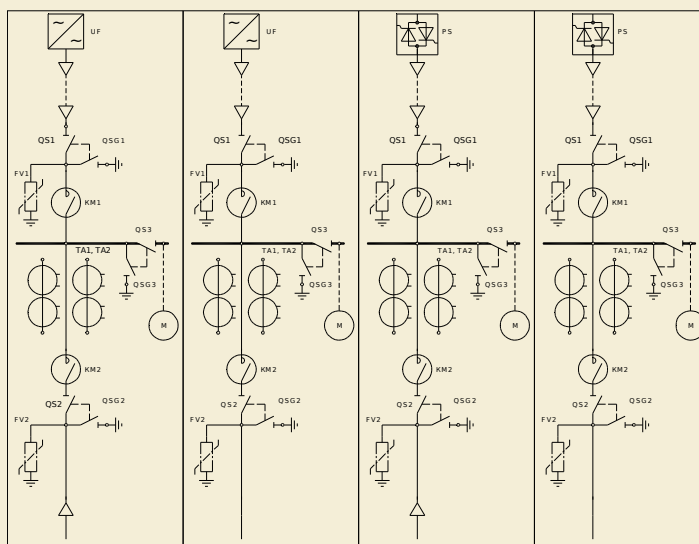 UF UF PS PS
QS1 QSG1 QS1 QSG1 QS1 QSG1 QS1 QSG1
FV1 FV1 FV1 FV1
KM1 KM1 KM1 KM1
QS3 QS3 QS3 QS3
TA1, TA2 TA1, TA2 TA1, TA2 TA1, TA2
QSG3 QSG3 QSG3 QSG3
M M M M
KM2 KM2 KM2 KM2
QS2 QSG2 QS2 QSG2 QS2 QSG2 QS2 QSG2
FV2 FV2 FV2 FV2